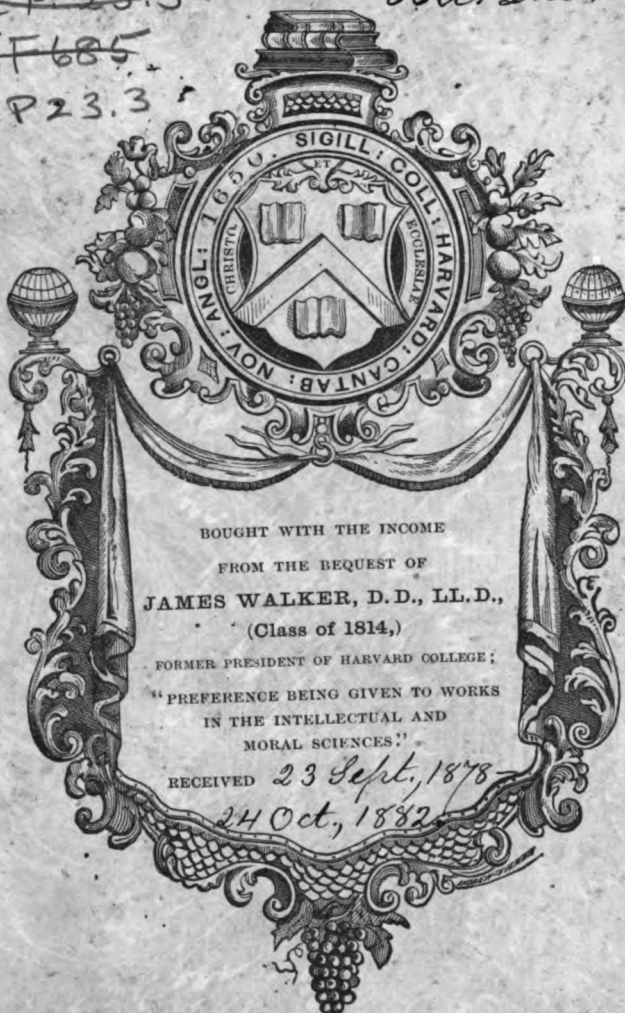 F685
P23.3
SIGILL: COLL: HARVARD: CANTAB: NOV: ANGL: 1650.
ET
CHRISTO.
ECCLESIAE
BOUGHT WITH THE INCOME
FROM THE BEQUEST OF
JAMES WALKER, D.D., LL.D.,
(Class of 1814,)
FORMER PRESIDENT OF HARVARD COLLEGE;
"PREFERENCE BEING GIVEN TO WORKS
IN THE INTELLECTUAL AND
MORAL SCIENCES."
RECEIVED 23 Sept., 1878-
24 Oct., 1882.